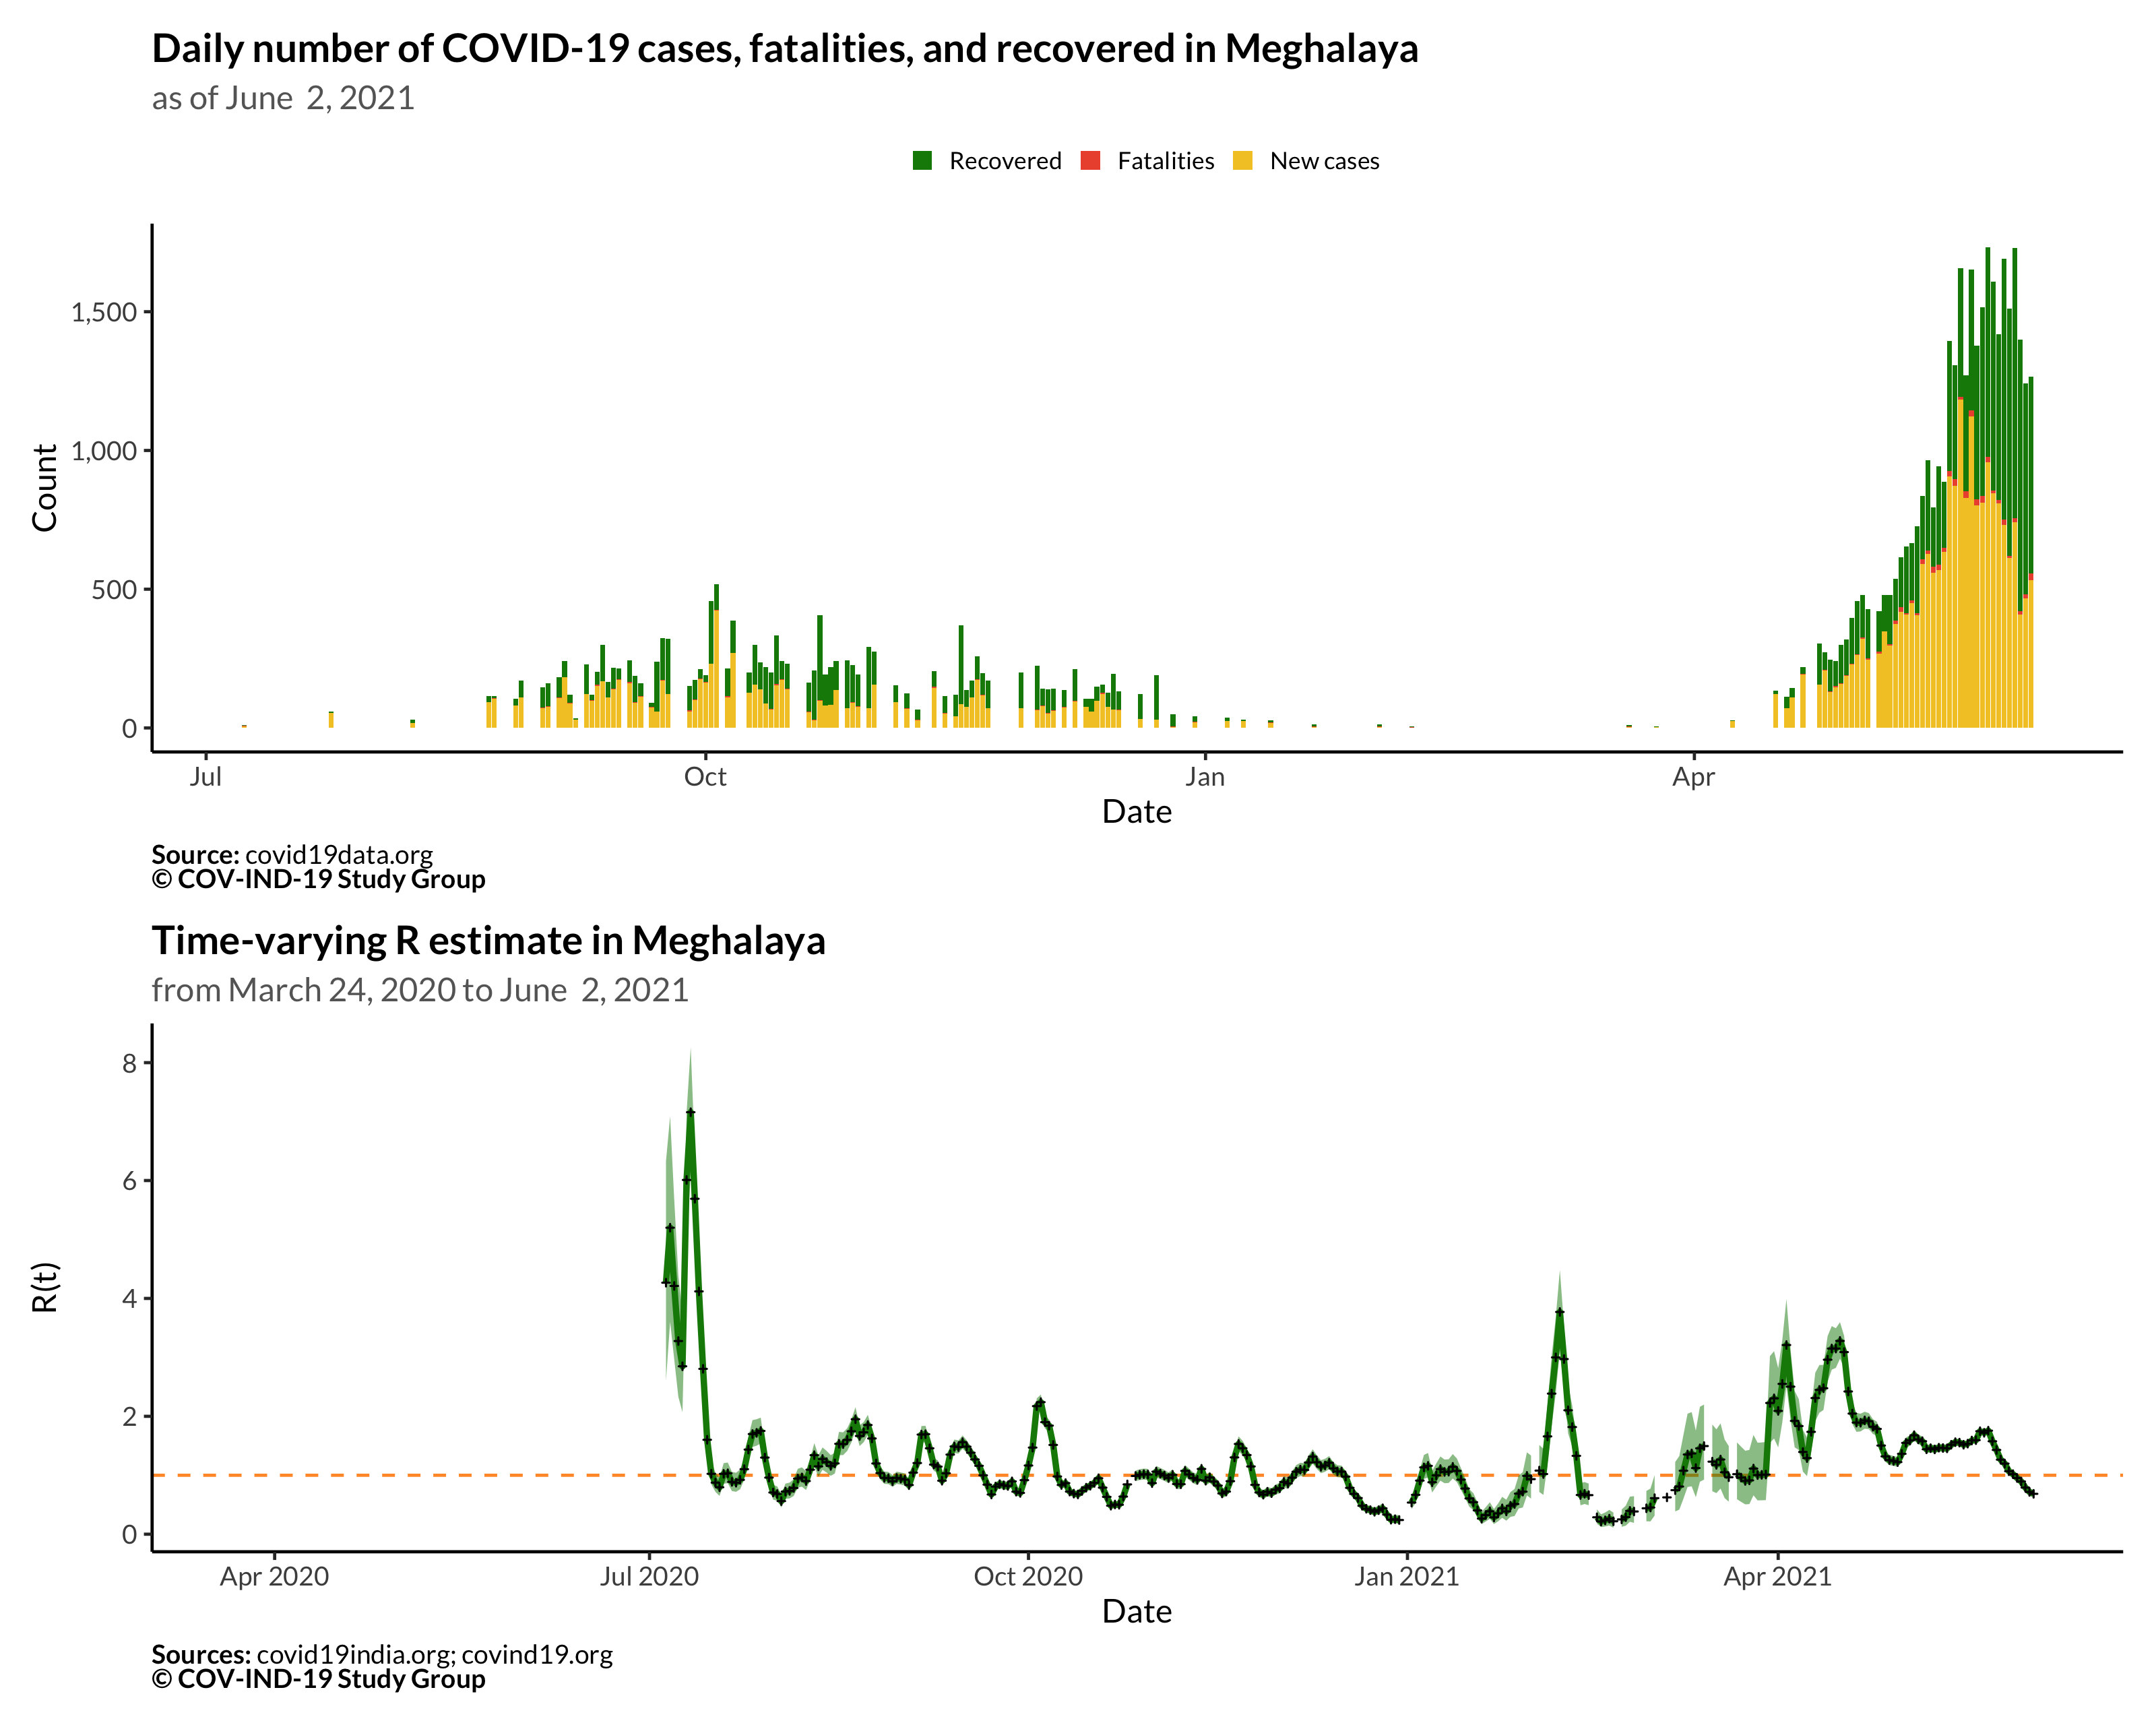 Daily number of COVID-19 cases, fatalities, and recovered in Meghalaya
as of June  2, 2021
Recovered Fatalities New cases
Count
1,500
1,000
500
0
Jul Oct Jan Apr
Date
Source: covid19data.org
© COV-IND-19 Study Group
Time-varying R estimate in Meghalaya
from March 24, 2020 to June  2, 2021
R(t)
8
6
4
2
0
Apr 2020 Jul 2020 Oct 2020 Jan 2021 Apr 2021
Date
Sources: covid19india.org; covind19.org
© COV-IND-19 Study Group